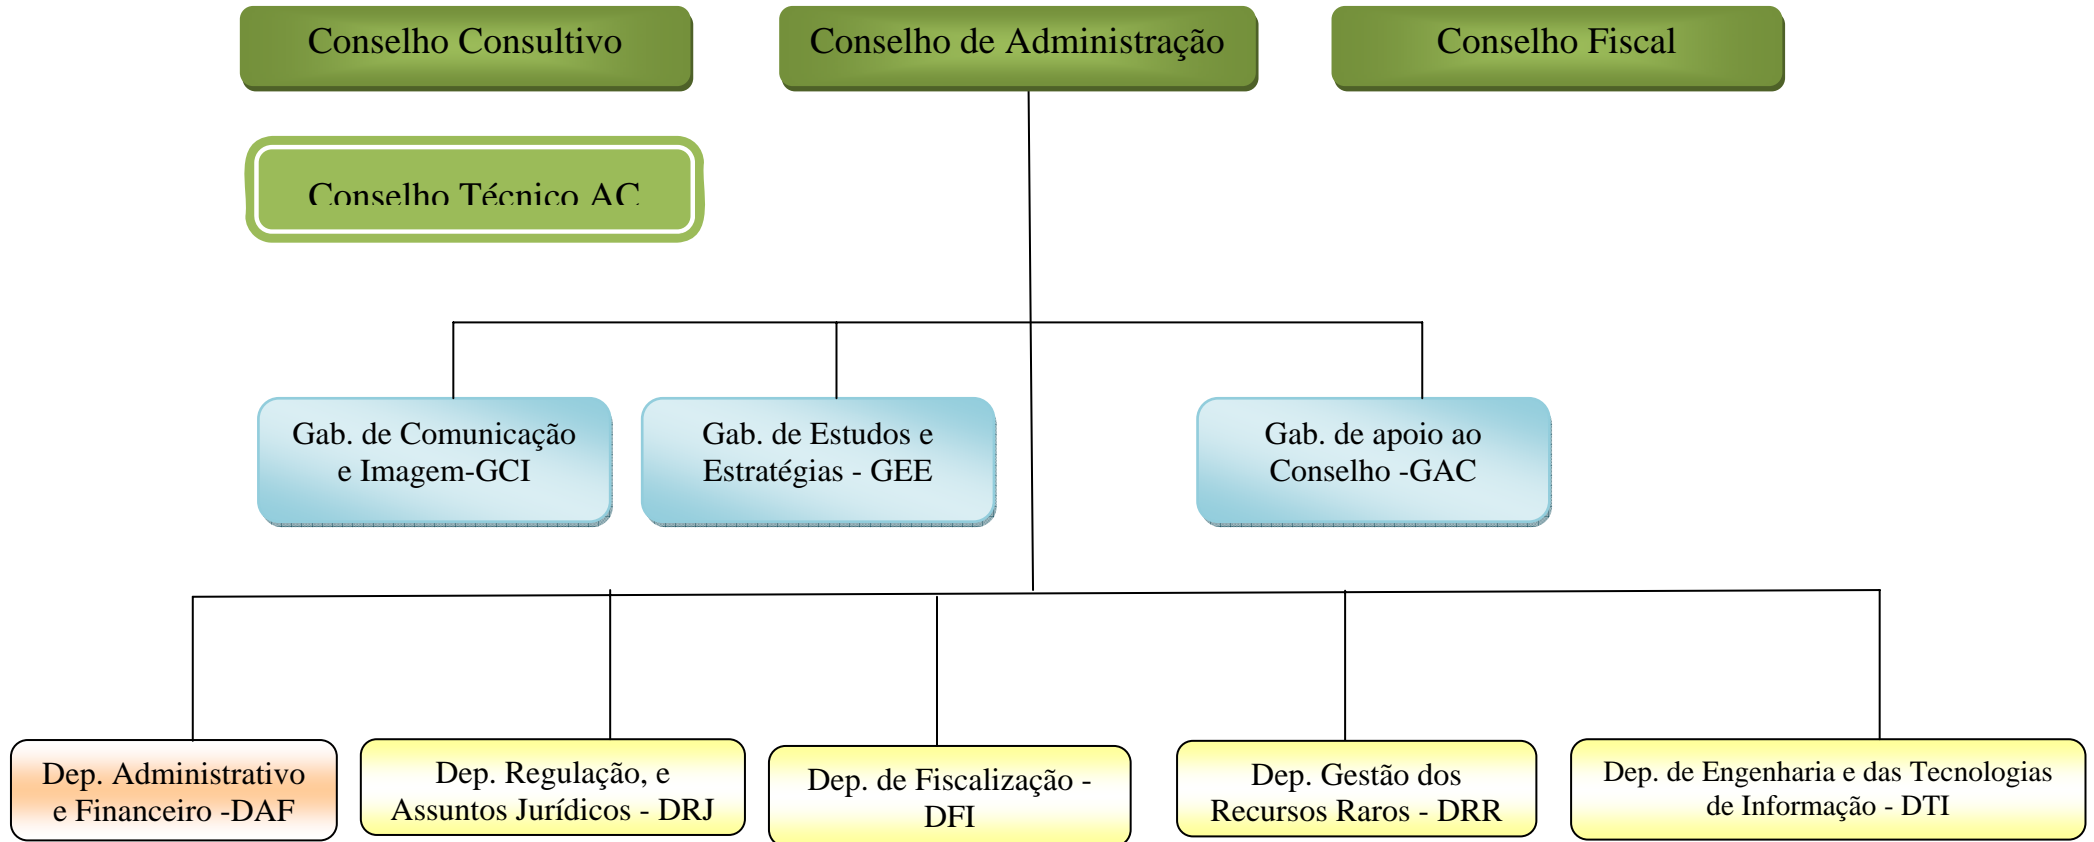 Conselho Consultivo
Conselho de Administração
Conselho Fiscal
Conselho Técnico AC
Gab. de Comunicação
e Imagem-GCI
Gab. de Estudos e
Estratégias - GEE
Gab. de apoio ao
Conselho -GAC
Dep. Administrativo
e Financeiro -DAF
Dep. Regulação, e
Assuntos Jurídicos - DRJ
Dep. de Fiscalização -
DFI
Dep. Gestão dos
Recursos Raros - DRR
Dep. de Engenharia e das Tecnologias
de Informação - DTI